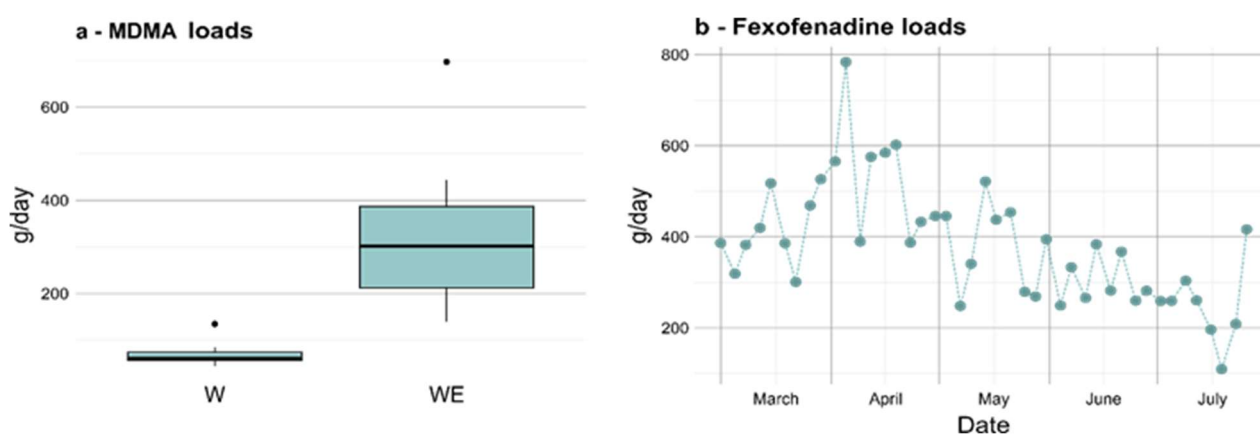 a - MDMA loads
600
400
200
g/day
W WE
b - Fexofenadine loads
800
600
400
200
g/day
March April May June July
Date